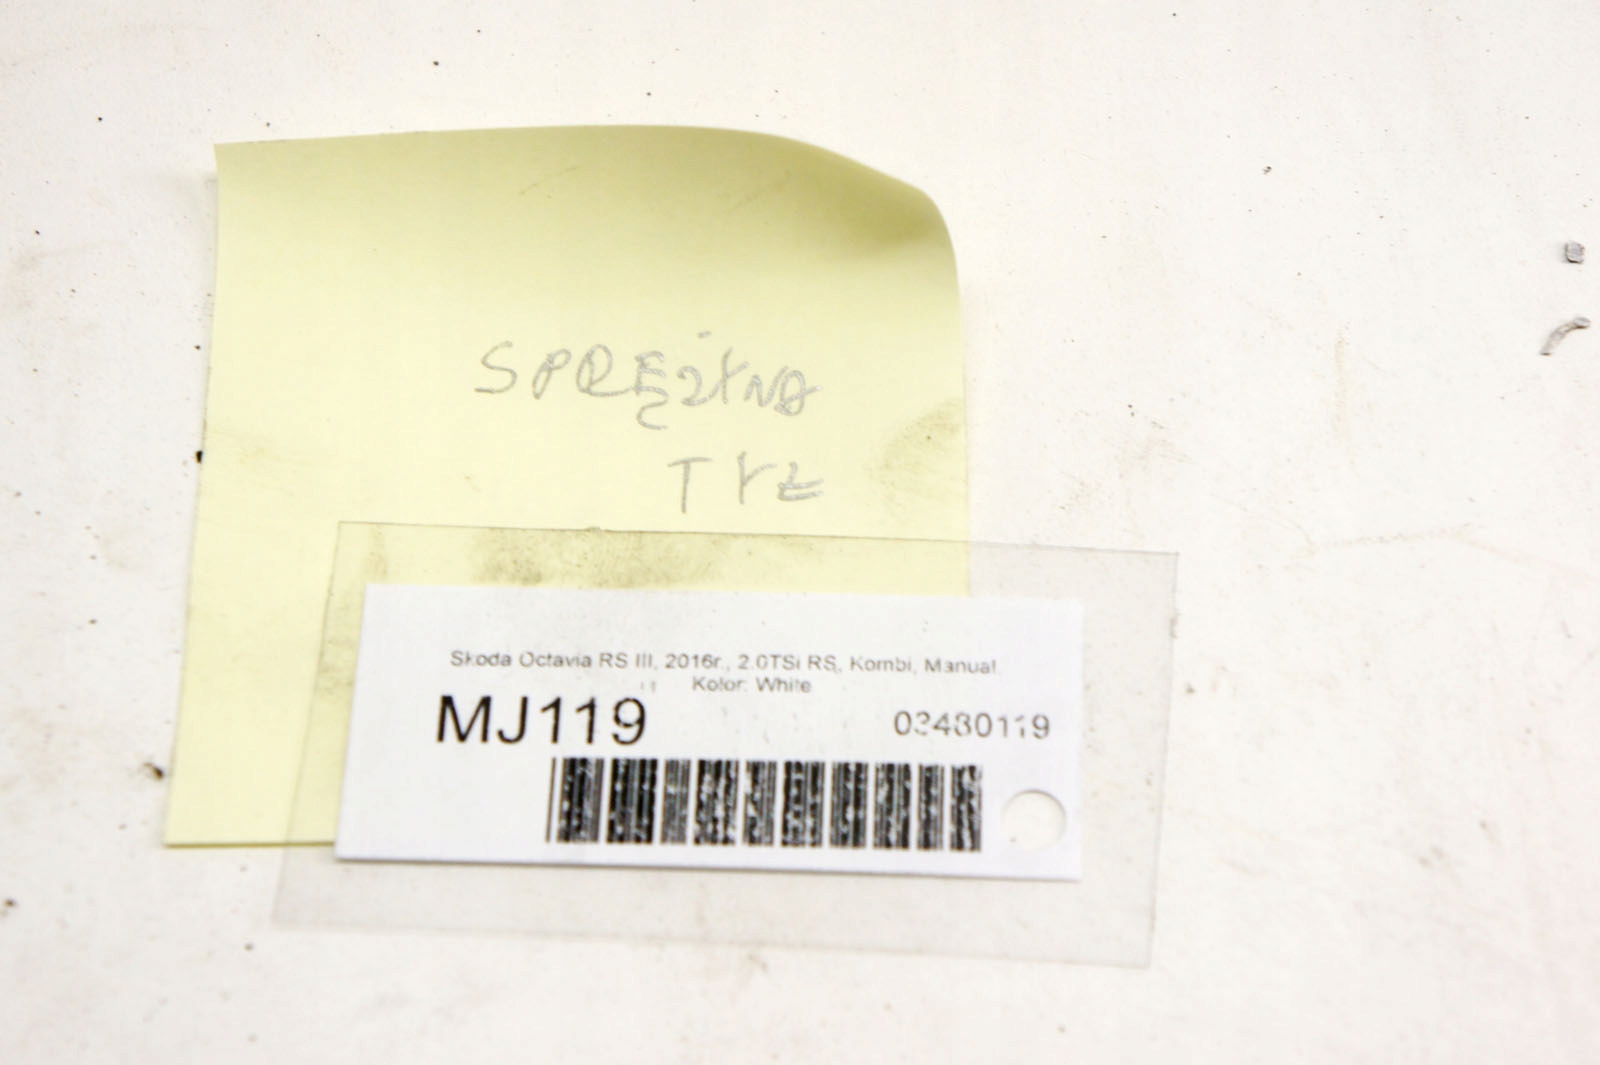 SPRĘŻYNA
TYŁ
Skoda Octavia RS III, 2016r., 2.0TSi RS, Kombi, Manual
Kolor: White
MJ119
03480119